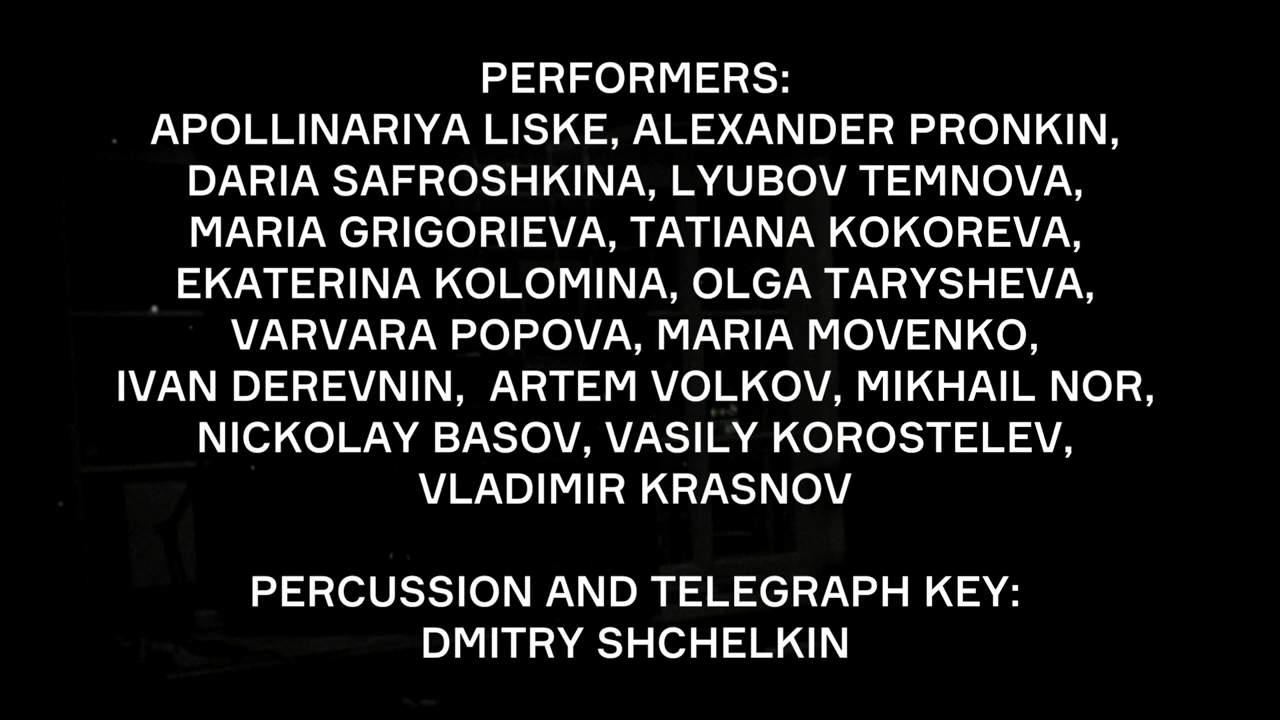 PERFORMERS:
APOLLINARIYA LISKE, ALEXANDER PRONKIN,
DARIA SAFROSHKINA, LYUBOV TEMNOVA,
MARIA GRIGORIEVA, TATIANA KOKOREVA,
EKATERINA KOLOMINA, OLGA TARYSHEVA,
VARVARA POPOVA, MARIA MOVENKO,
IVAN DEREVNIN,  ARTEM VOLKOV, MIKHAIL NOR,
NICKOLAY BASOV, VASILY KOROSTELEV,
VLADIMIR KRASNOV
PERCUSSION AND TELEGRAPH KEY:
DMITRY SHCHELKIN